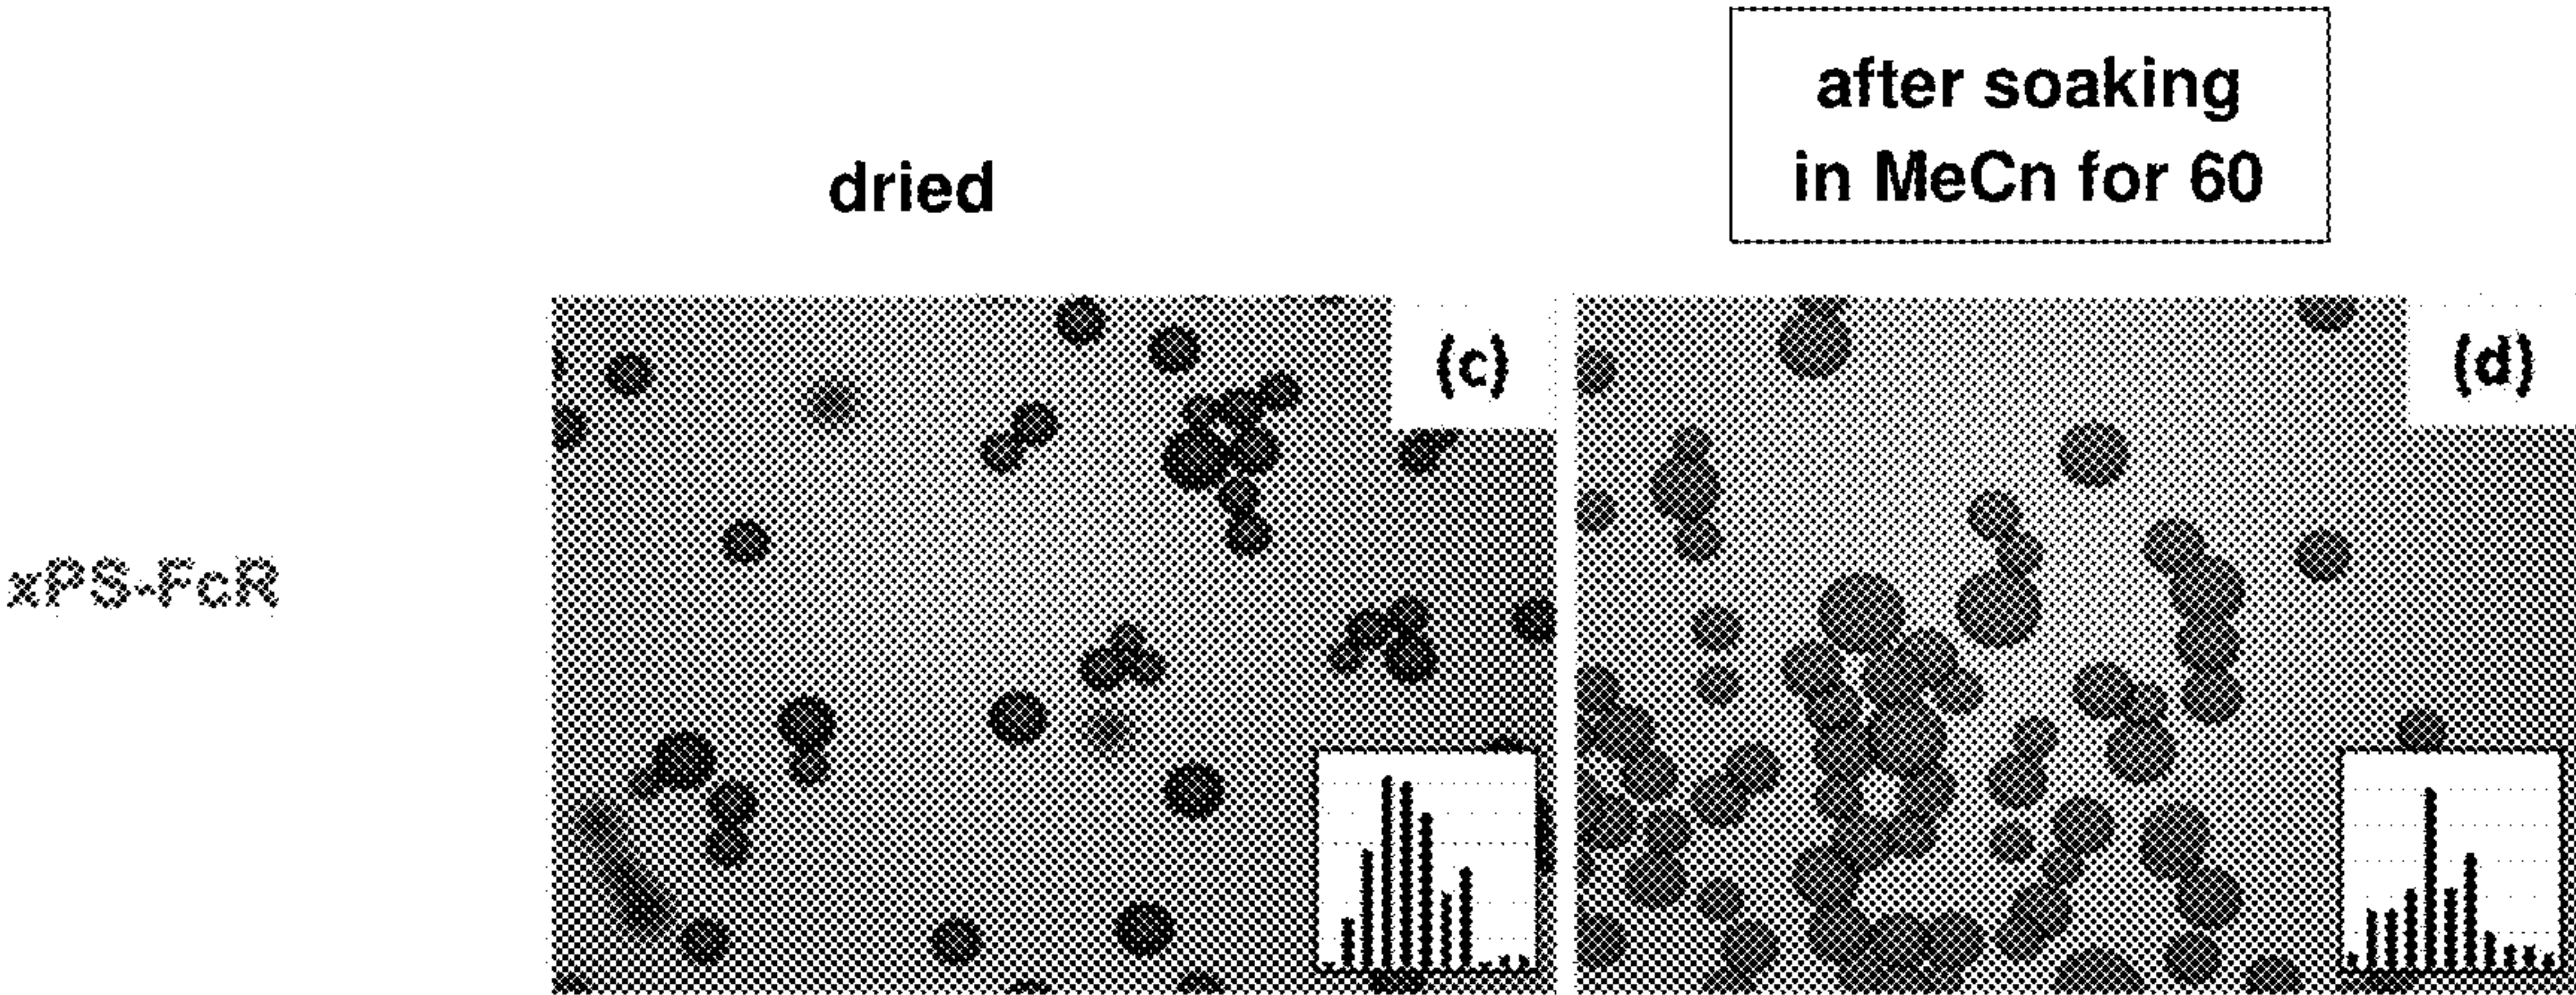 dried
after soaking
in MeCn for 60
(c)
(d)
xPS-FcR